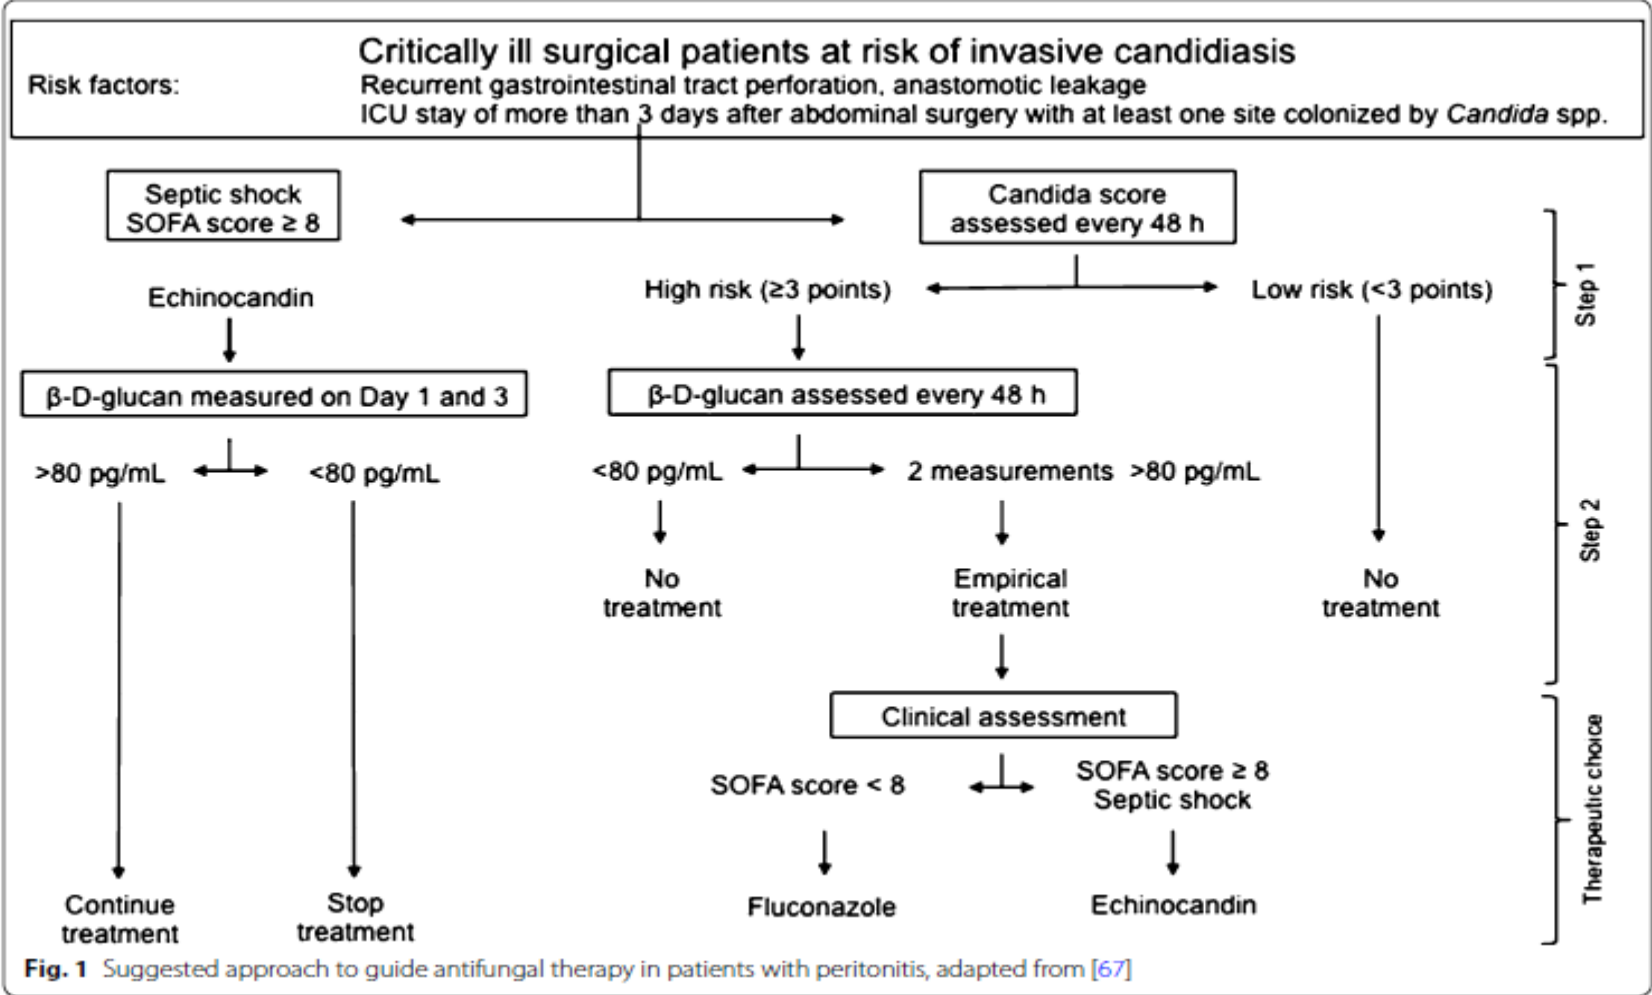 Critically ill surgical patients at risk of invasive candidiasis
Risk factors: Recurrent gastrointestinal tract perforation, anastomotic leakage
ICU stay of more than 3 days after abdominal surgery with at least one site colonized by Candida spp.
Septic shock
SOFA score ≥ 8
Candida score
assessed every 48 h
Echinocandin
High risk (≥3 points)
Low risk (<3 points)
Step 1
β-D-glucan measured on Day 1 and 3
β-D-glucan assessed every 48 h
>80 pg/mL
<80 pg/mL
<80 pg/mL
2 measurements >80 pg/mL
No
treatment
Empirical
treatment
No
treatment
Step 2
Clinical assessment
SOFA score < 8
SOFA score ≥ 8
Septic shock
Therapeutic choice
Continue
treatment
Stop
treatment
Fluconazole
Echinocandin
Fig. 1 Suggested approach to guide antifungal therapy in patients with peritonitis, adapted from [67]